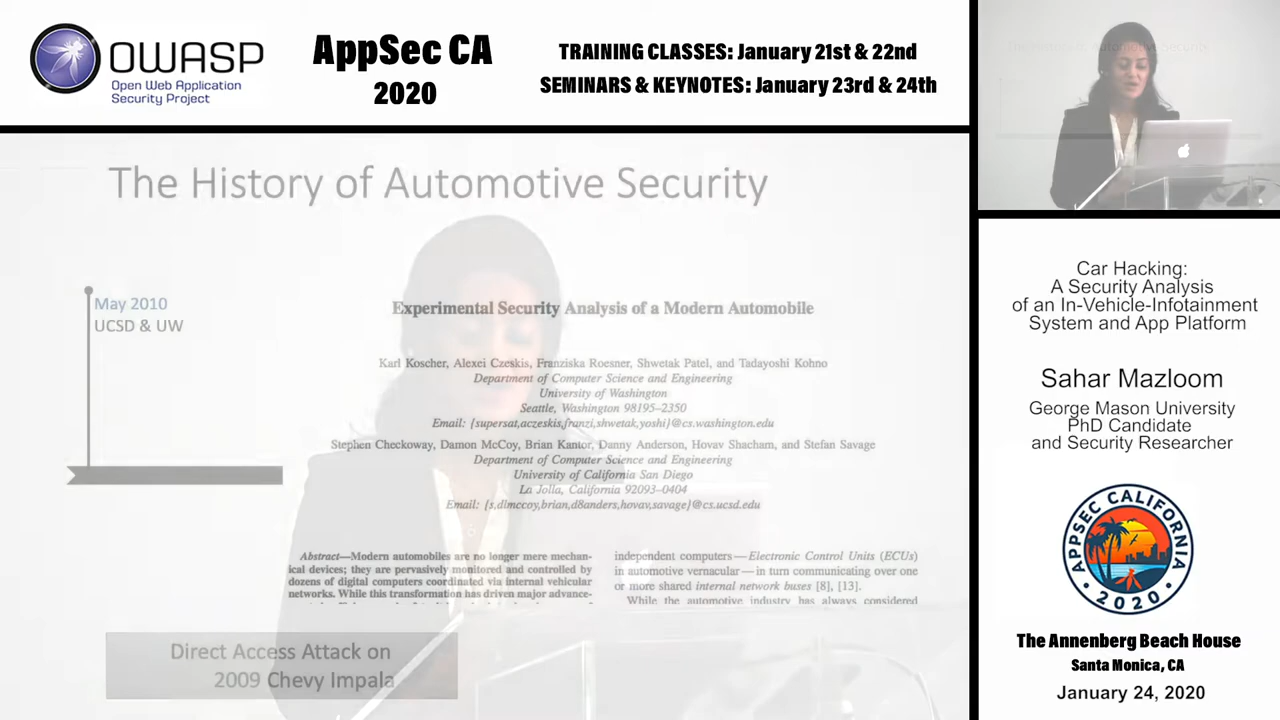 OWASP
Open Web Application
Security Project
AppSec CA
2020
TRAINING CLASSES: January 21st & 22nd
SEMINARS & KEYNOTES: January 23rd & 24th
The History of Automotive Security
May 2010
UCSD & UW
Experimental Security Analysis of a Modern Automobile
Karl Koscher, Alexei Czeskis, Franziska Roesner, Shwetak Patel, and Tadayoshi Kohno
Department of Computer Science and Engineering
University of Washington
Seattle, Washington 98195–2350
Email: {supersat,aczeskis,franzi,shwetak,yoshi}@cs.washington.edu
Stephen Checkoway, Damon McCoy, Brian Kantor, Danny Anderson, Hovav Shacham, and Stefan Savage
Department of Computer Science and Engineering
University of California San Diego
La Jolla, California 92093–0404
Email: {s,dlmccoy,brian,d8anders,hovav,savage}@cs.ucsd.edu
Abstract—Modern automobiles are no longer mere mechan-
ical devices; they are pervasively monitored and controlled by
dozens of digital computers coordinated via internal vehicular
networks. While this transformation has driven major advance-
independent computers — Electronic Control Units (ECUs)
in automotive vernacular — in turn communicating over one
or more shared internal network buses [8], [13].
While the automotive industry has always considered
Direct Access Attack on
2009 Chevy Impala
Car Hacking:
A Security Analysis
of an In-Vehicle-Infotainment
System and App Platform
Sahar Mazloom
George Mason University
PhD Candidate
and Security Researcher
APPSEC CALIFORNIA
• 2020 •
The Annenberg Beach House
Santa Monica, CA
January 24, 2020